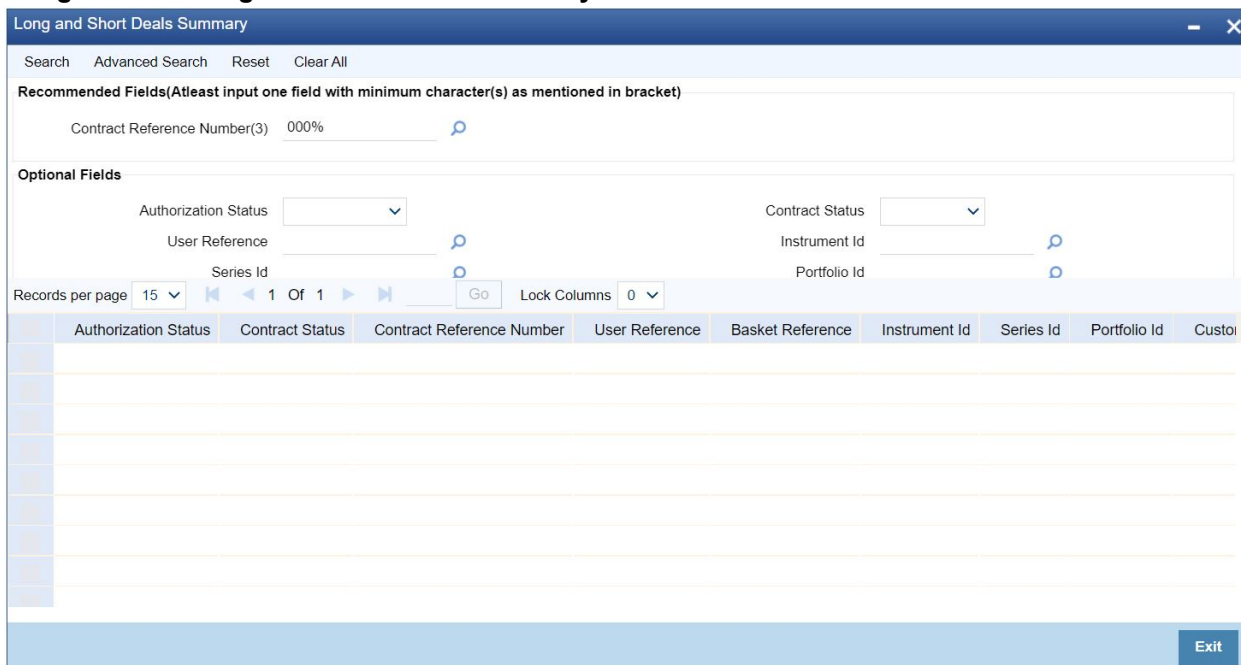 Long and Short Deals Summary
Search Advanced Search Reset Clear All
Recommended Fields(Atleast input one field with minimum character(s) as mentioned in bracket)
Contract Reference Number(3) 000%
Optional Fields
Authorization Status Contract Status
User Reference Instrument Id
Series Id Portfolio Id
Records per page 15 1 Of 1 Go Lock Columns 0
Authorization Status Contract Status Contract Reference Number User Reference Basket Reference Instrument Id Series Id Portfolio Id Custo
Exit